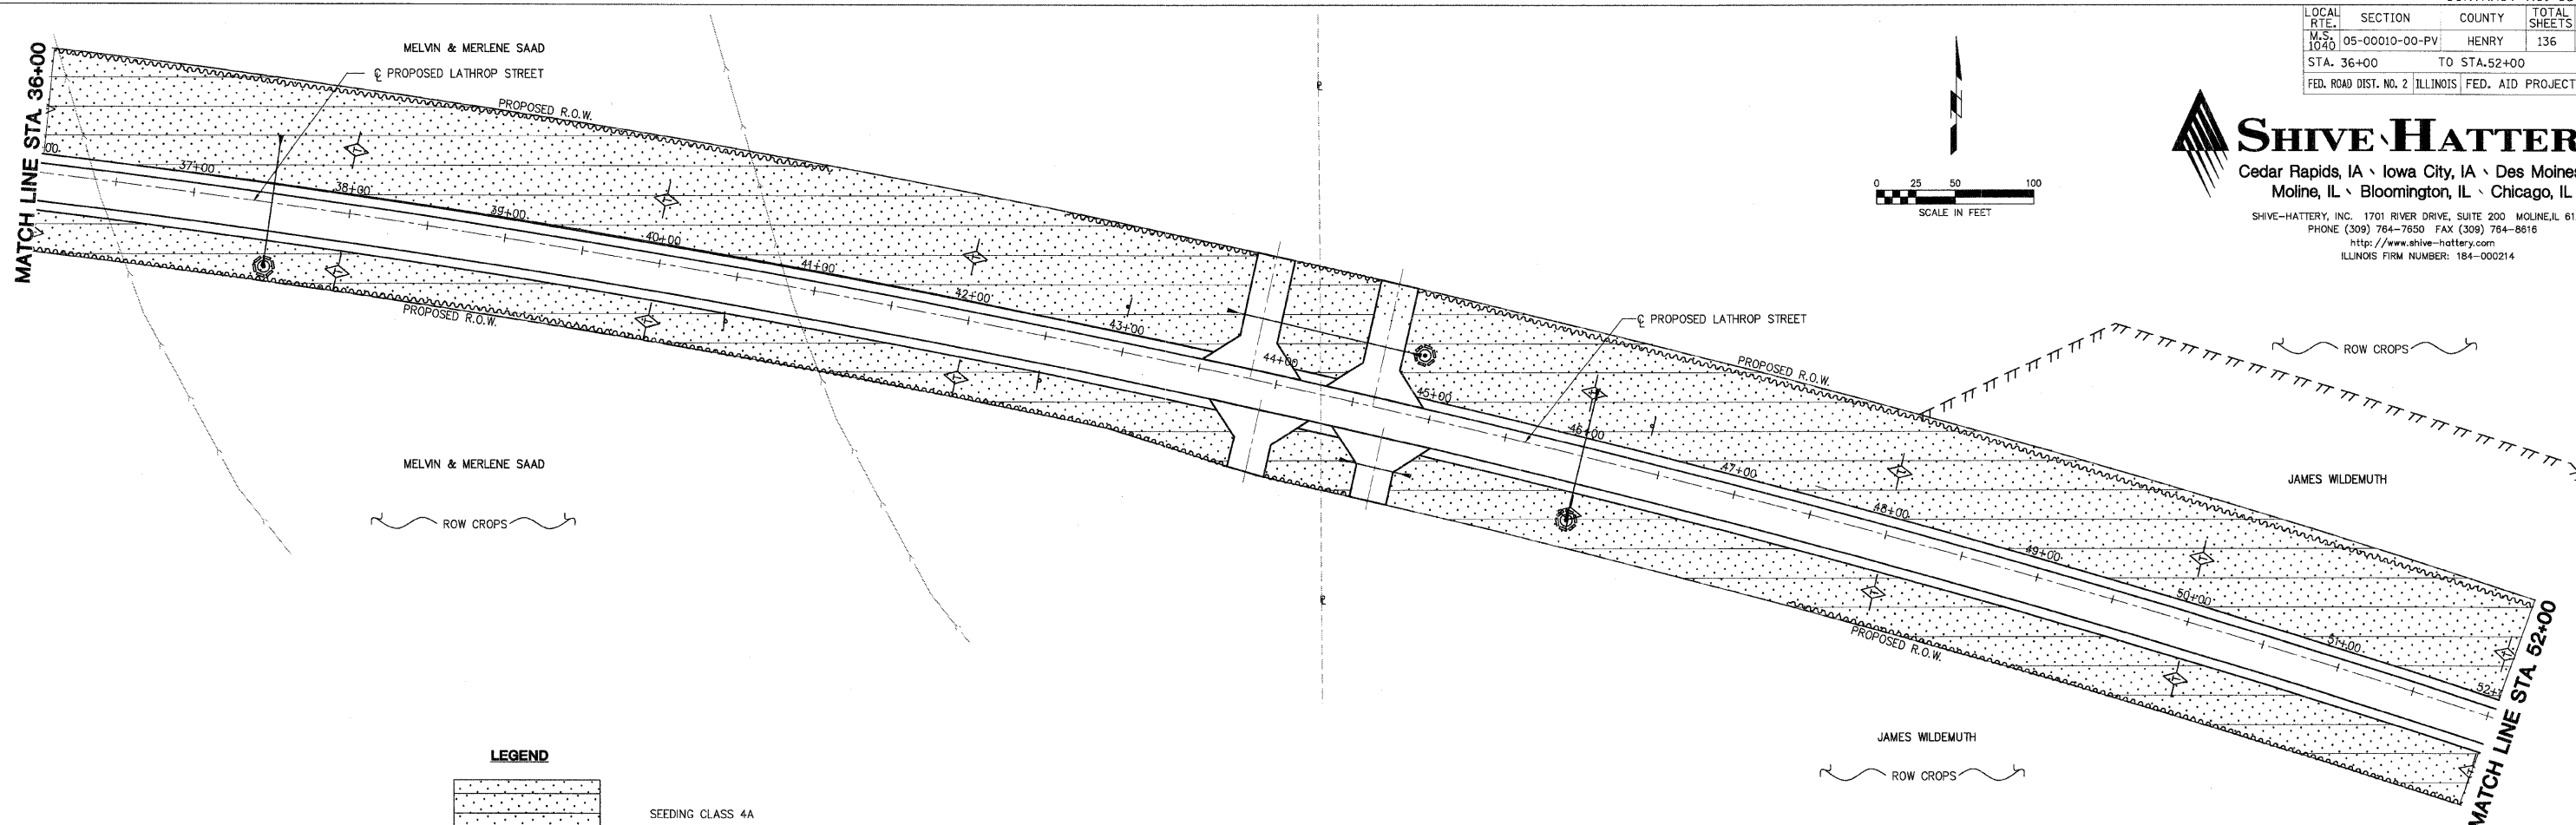 LOCAL RTE. SECTION COUNTY TOTAL SHEETS
M.S. 1040 05-00010-00-PV HENRY 136
STA. 36+00 TO STA.52+00
FED. ROAD DIST. NO. 2 ILLINOIS FED. AID PROJECT
SHIVE-HATTER
Cedar Rapids, IA \ Iowa City, IA \ Des Moines
Moline, IL \ Bloomington, IL \ Chicago, IL
SHIVE-HATTERY, INC. 1701 RIVER DRIVE, SUITE 200 MOLINE,IL 61
PHONE (309) 764-7650 FAX (309) 764-8616
http://www.shive-hattery.com
ILLINOIS FIRM NUMBER: 184-000214
0 25 50 100
SCALE IN FEET
MATCH LINE STA. 36+00
MELVIN & MERLENE SAAD
℄ PROPOSED LATHROP STREET
PROPOSED R.O.W.
00
37+00
38+00
39+00
40+00
41+00
42+00
43+00
44+00
45+00
46+00
47+00
48+00
49+00
50+00
51+00
52+
PROPOSED R.O.W.
℄ PROPOSED LATHROP STREET
PROPOSED R.O.W.
ROW CROPS
JAMES WILDEMUTH
MELVIN & MERLENE SAAD
ROW CROPS
PROPOSED R.O.W.
MATCH LINE STA. 52+00
JAMES WILDEMUTH
ROW CROPS
LEGEND
SEEDING CLASS 4A